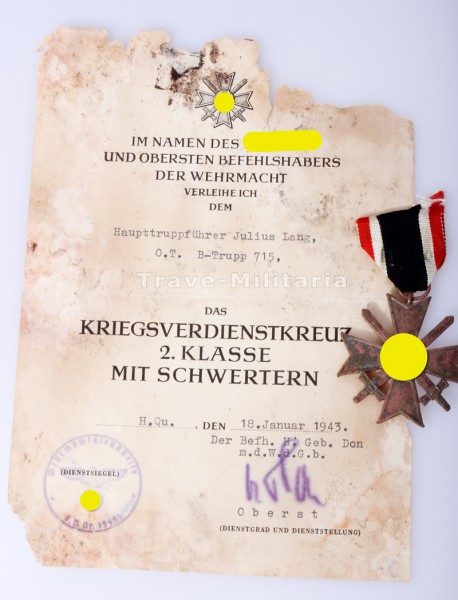 IM NAMEN DES
UND OBERSTEN BEFEHLSHABERS
DER WEHRMACHT
VERLEIHE ICH
DEM
Haupttruppführer Julius Lang,
O.T. B-Trupp 715,
Trave-Militaria
DAS
KRIEGSVERDIENSTKREUZ
2. KLASSE
MIT SCHWERTERN
H.Qu., DEN 18.Januar 1943.
Der Befh. H. Geb. Don
m.d.W.d.G.b.
(DIENSTSIEGEL)
Oberst
(DIENSTGRAD UND DIENSTSTELLUNG)